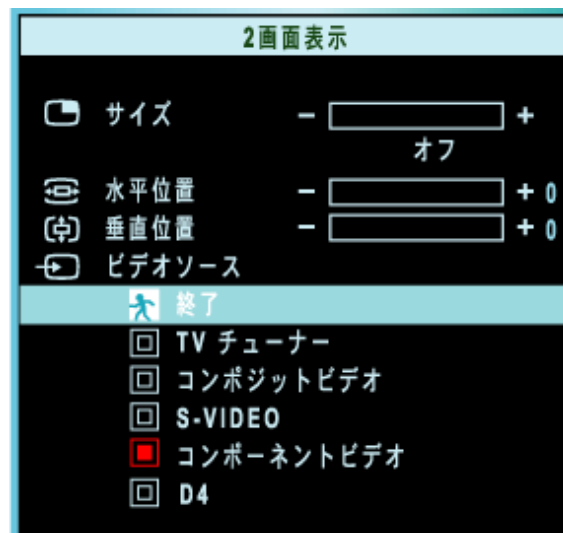 2画面表示
サイズ - +
オフ
水平位置 - + 0
垂直位置 - + 0
ビデオソース
終了
TV チューナー
コンポジットビデオ
S-VIDEO
コンポーネントビデオ
D4